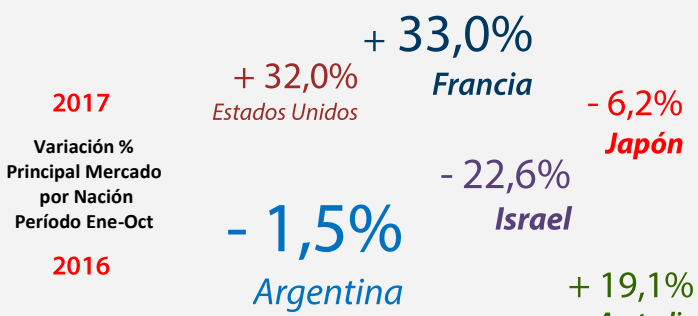 2017
Variación %
Principal Mercado
por Nación
Período Ene-Oct
2016
+ 32,0%
Estados Unidos
+ 33,0%
Francia
- 6,2%
Japón
- 22,6%
Israel
- 1,5%
Argentina
+ 19,1%